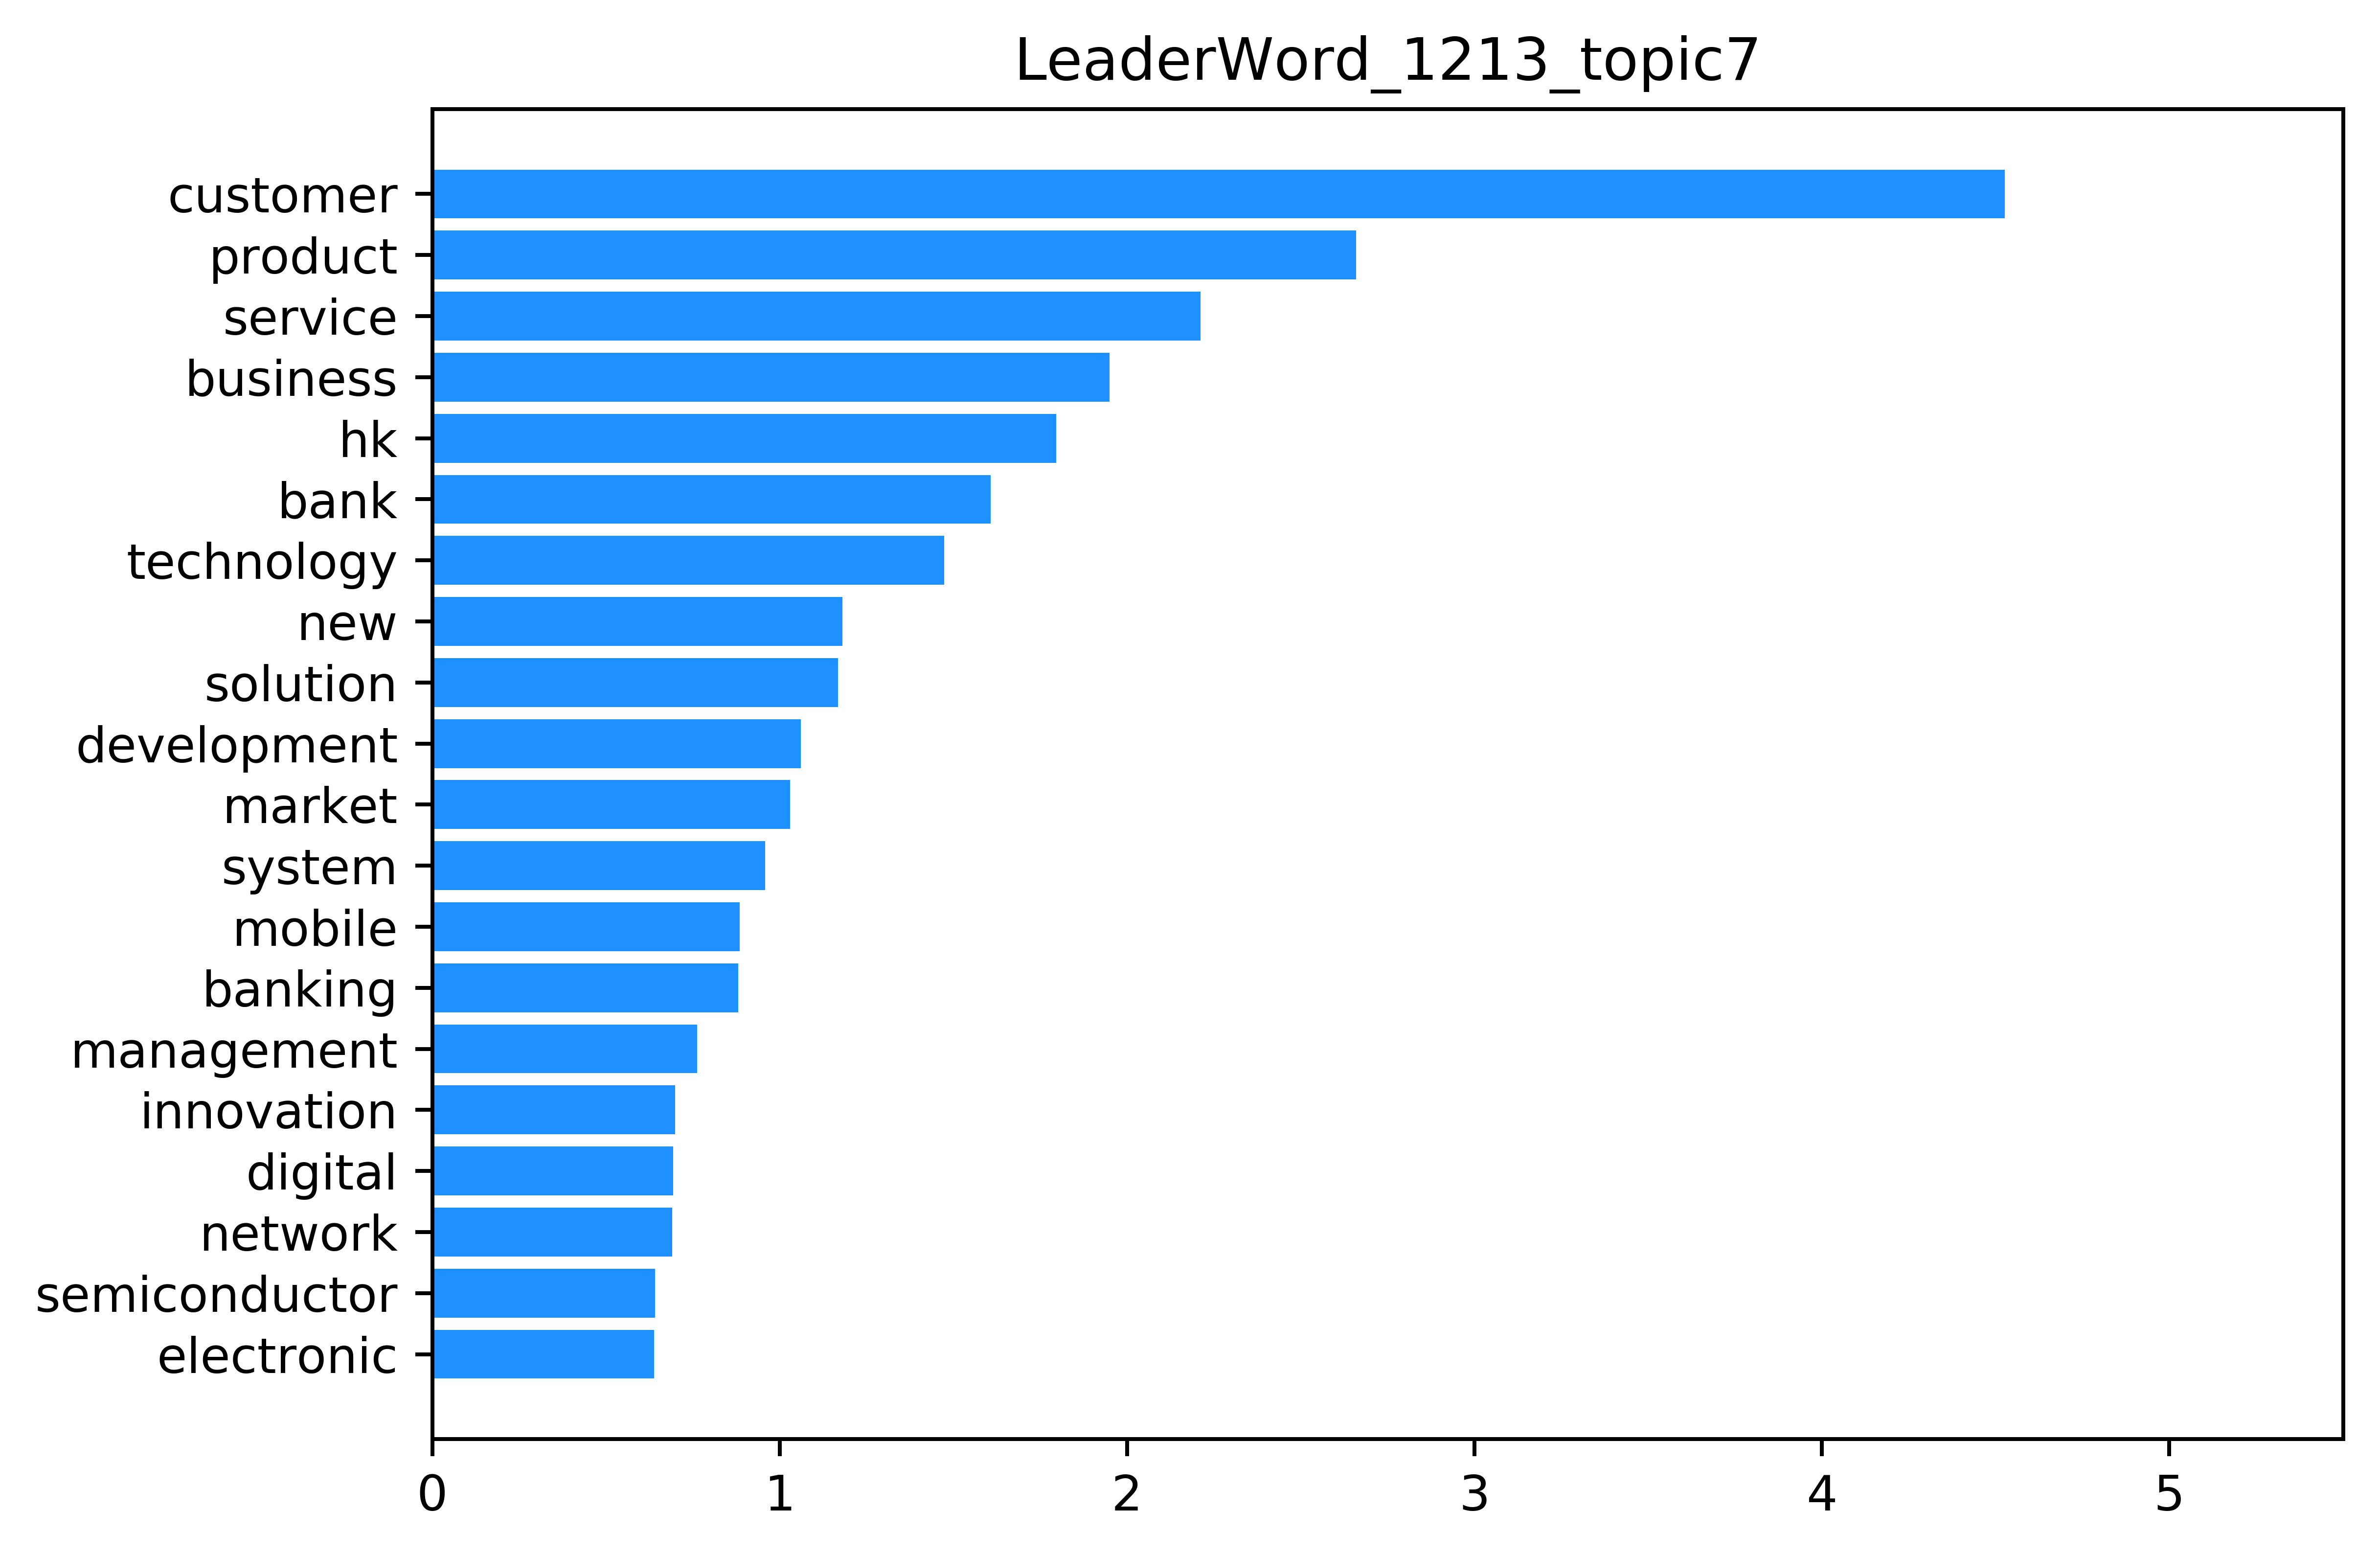 LeaderWord_1213_topic7
customer
product
service
business
hk
bank
technology
new
solution
development
market
system
mobile
banking
management
innovation
digital
network
semiconductor
electronic
0 1 2 3 4 5